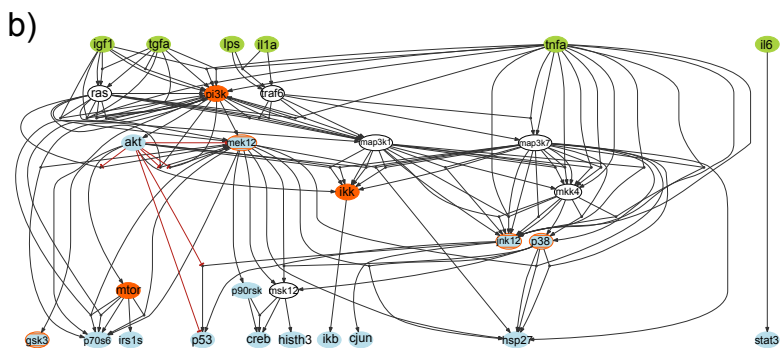 b)
igf1 tgfa lps il1a tnfa il6
ras pi3k traf6
akt mek12 map3k1 map3k7
ikk mkk4
jnk12 p38
mtor p90rsk msk12
gsk3 p70s6 irs1s p53 creb histh3 ikb cjun hsp27 stat3